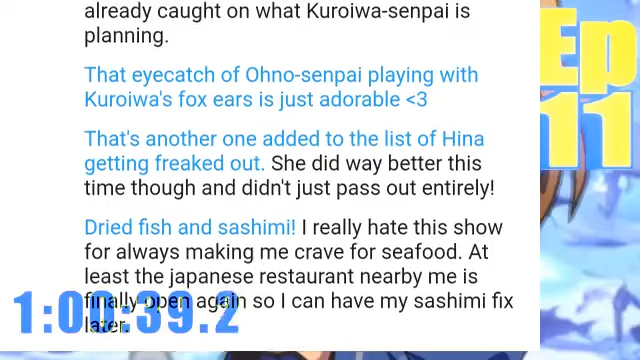 already caught on what Kuroiwa-senpai is
planning.
That eyecatch of Ohno-senpai playing with
Kuroiwa's fox ears is just adorable <3
That's another one added to the list of Hina
getting freaked out. She did way better this
time though and didn't just pass out entirely!
Dried fish and sashimi! I really hate this show
for always making me crave for seafood. At
least the japanese restaurant nearby me is
finally open again so I can have my sashimi fix
later.
1:00:39.2
Ep
11